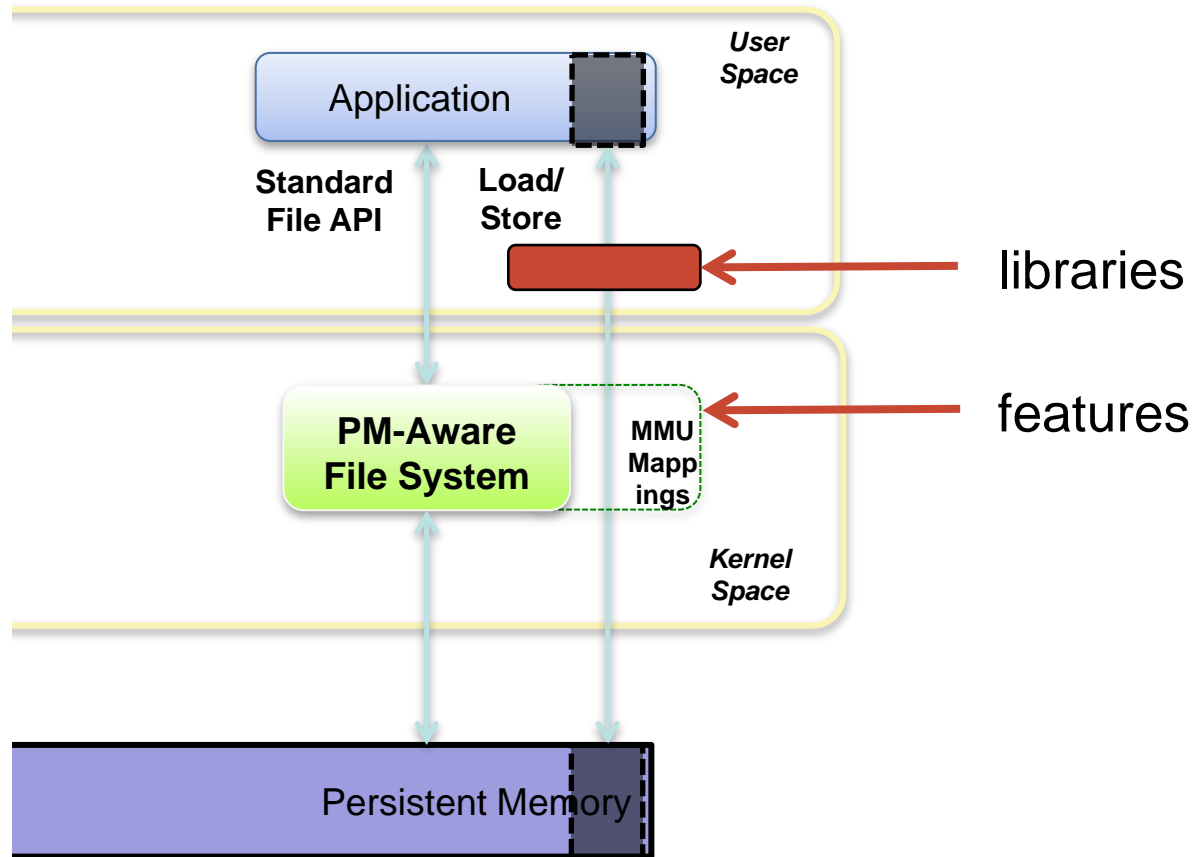 User
Space
Application
Standard
File API
Load/
Store
libraries
PM-Aware
File System
MMU
Mapp
ings
features
Kernel
Space
Persistent Memory